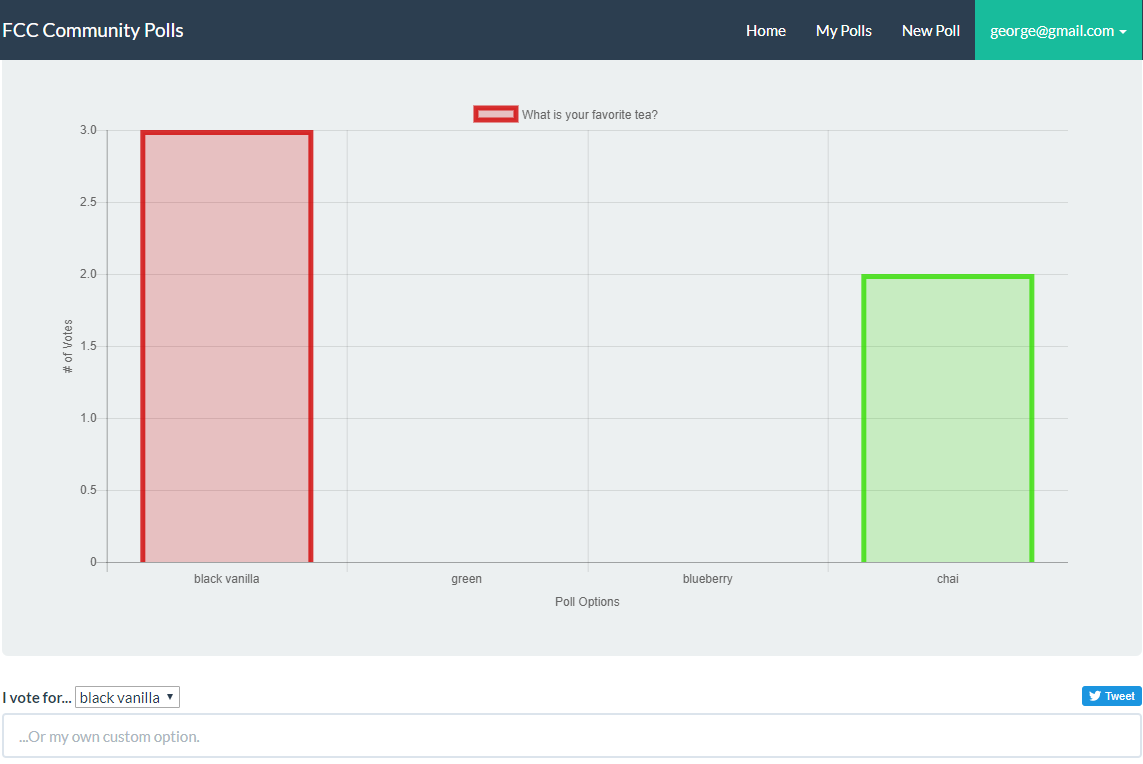 FCC Community Polls Home My Polls New Poll george@gmail.com
What is your favorite tea?
3.0
2.5
2.0
1.5
1.0
0.5
0
# of Votes
black vanilla green blueberry chai
Poll Options
I vote for... black vanilla Tweet
...Or my own custom option.